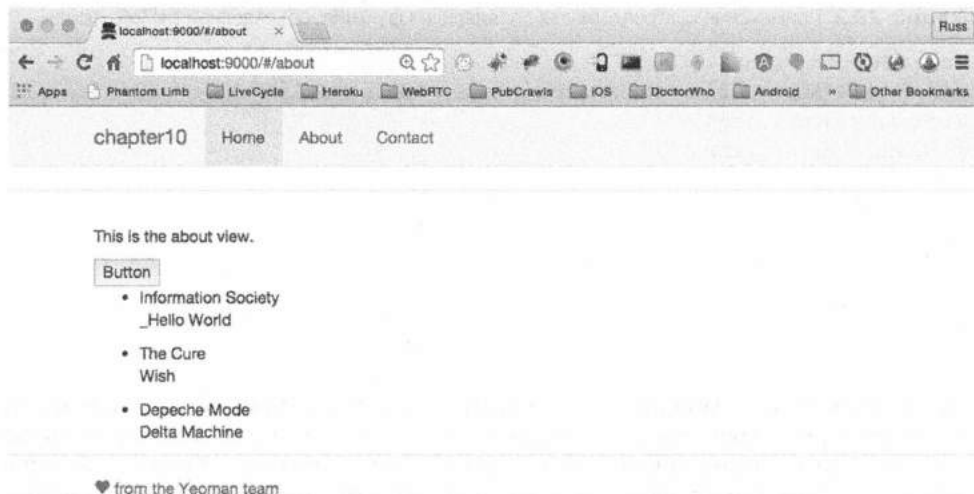 localhost:9000/#/about
Russ
localhost:9000/#/about
Apps Phantom Limb LiveCycle Heroku WebRTC PubCrawls iOS DoctorWho Android » Other Bookmarks
chapter10 Home About Contact
This is the about view.
Button
• Information Society
_Hello World
• The Cure
Wish
• Depeche Mode
Delta Machine
♥ from the Yeoman team